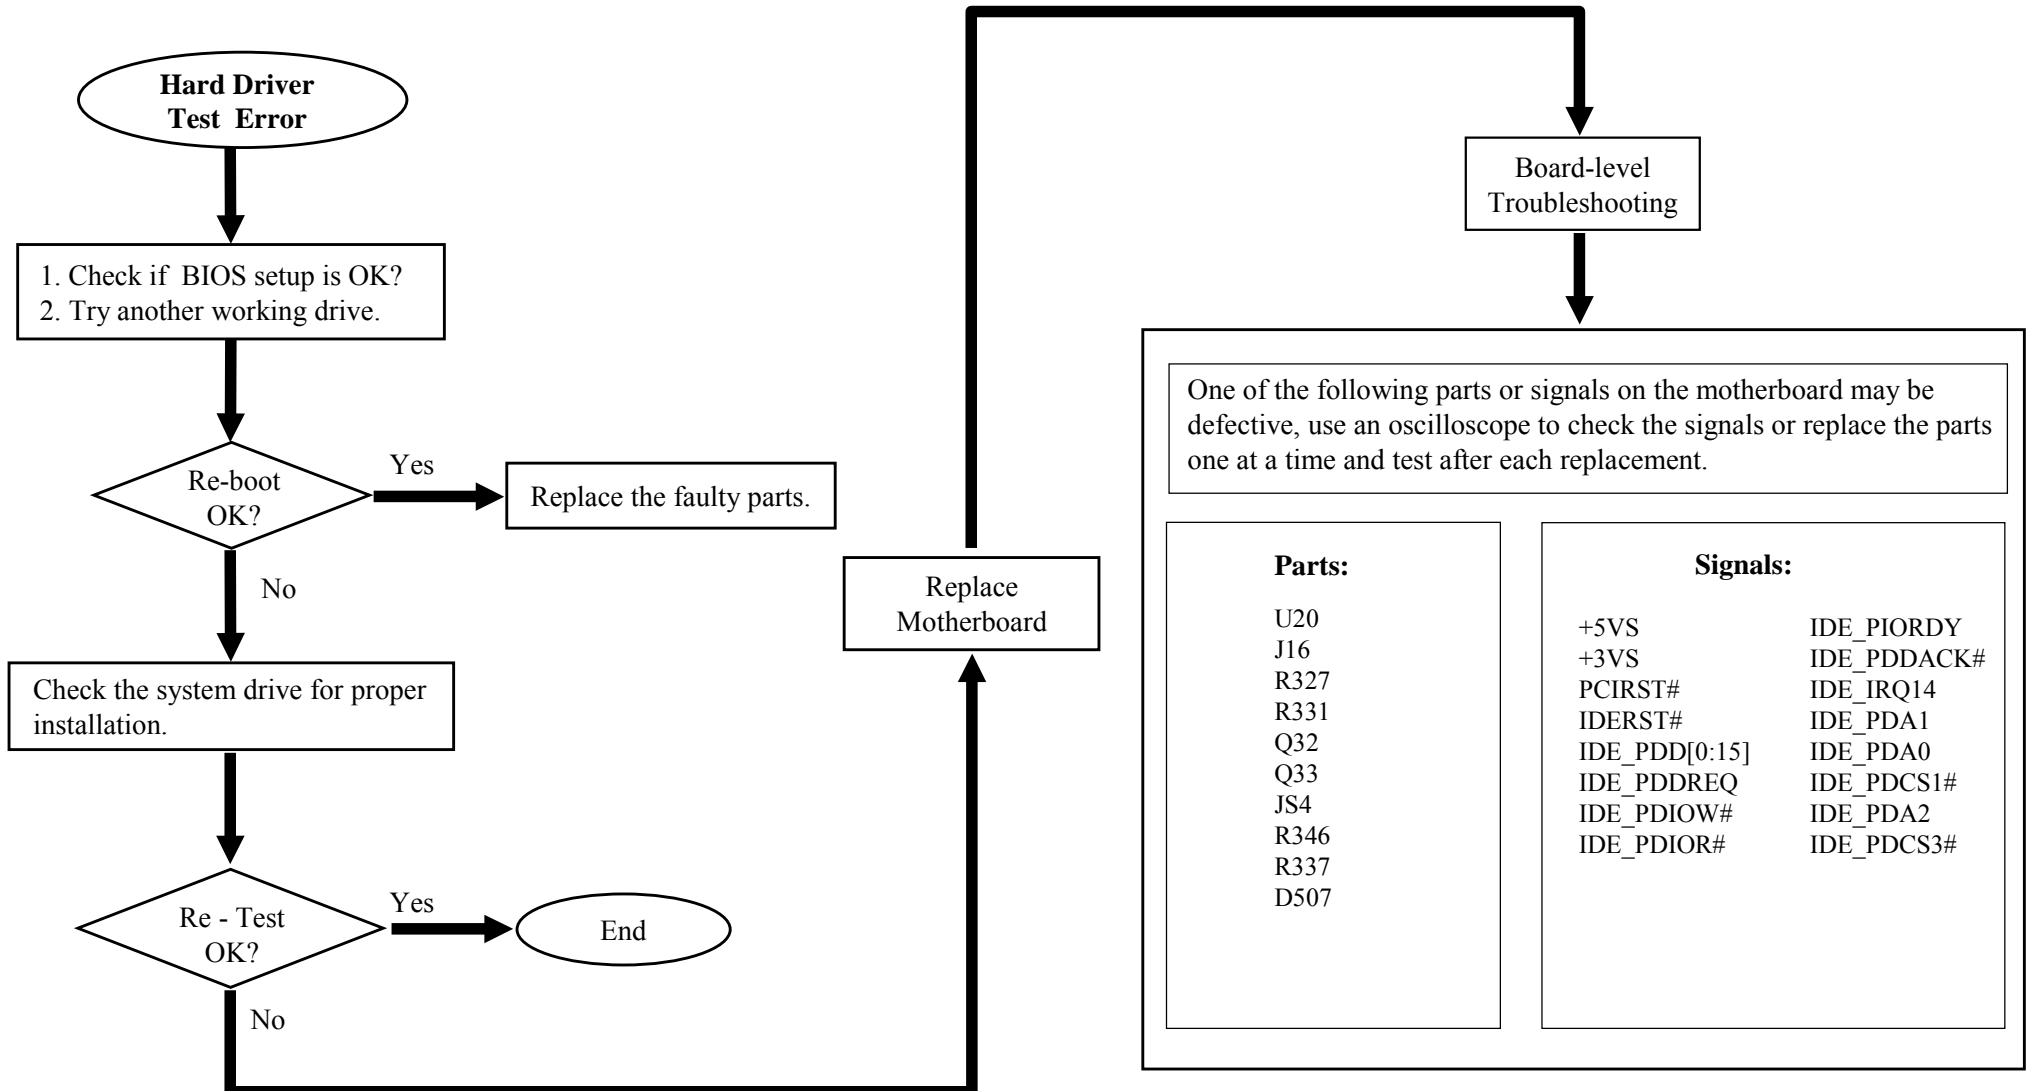 Hard Driver
Test Error
1. Check if BIOS setup is OK?
2. Try another working drive.
Re-boot
OK?
Yes
Replace the faulty parts.
No
Check the system drive for proper
installation.
Re - Test
OK?
Yes
End
No
Replace
Motherboard
Board-level
Troubleshooting
One of the following parts or signals on the motherboard may be
defective, use an oscilloscope to check the signals or replace the parts
one at a time and test after each replacement.
Parts:
U20
J16
R327
R331
Q32
Q33
JS4
R346
R337
D507
Signals:
+5VS
+3VS
PCIRST#
IDERST#
IDE_PDD[0:15]
IDE_PDDREQ
IDE_PDIOW#
IDE_PDIOR#
IDE_PIORDY
IDE_PDDACK#
IDE_IRQ14
IDE_PDA1
IDE_PDA0
IDE_PDCS1#
IDE_PDA2
IDE_PDCS3#